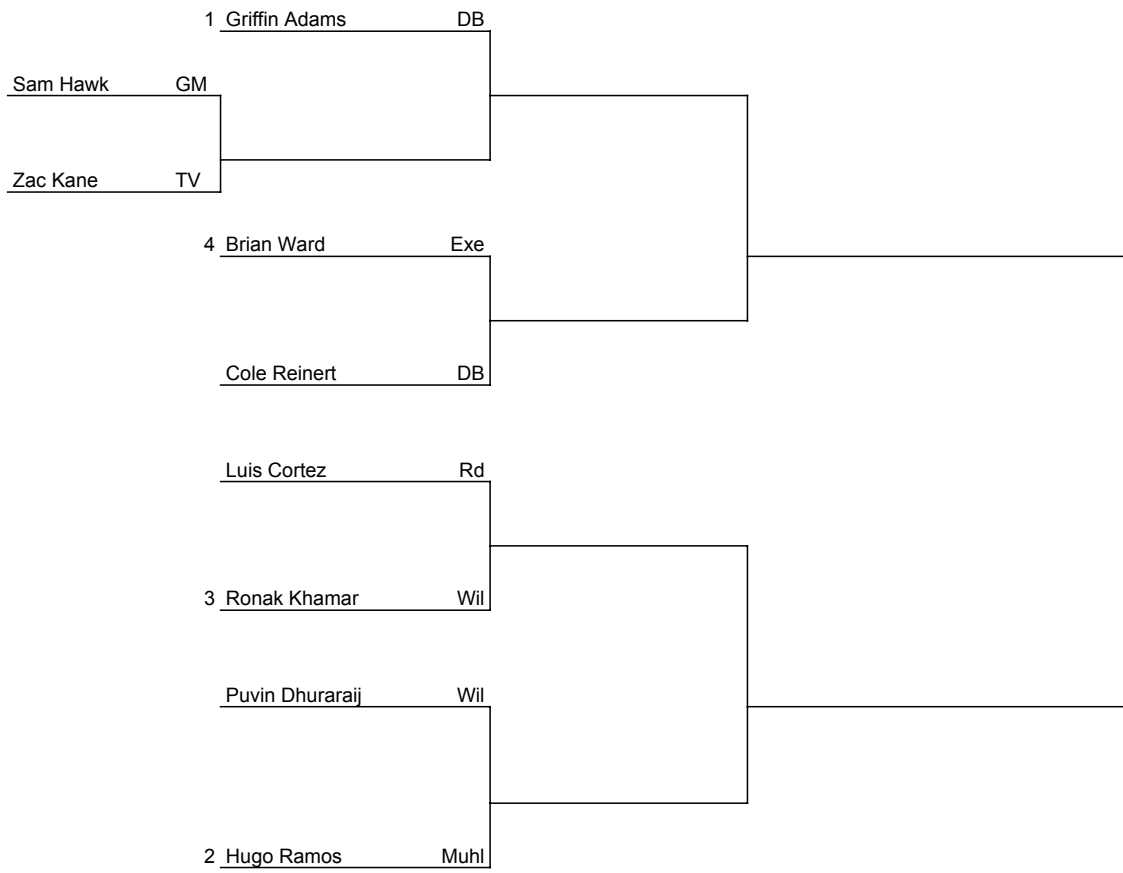 1 Griffin Adams DB
Sam Hawk GM
Zac Kane TV
4 Brian Ward Exe
Cole Reinert DB
Luis Cortez Rd
3 Ronak Khamar Wil
Puvin Dhuraraij Wil
2 Hugo Ramos Muhl